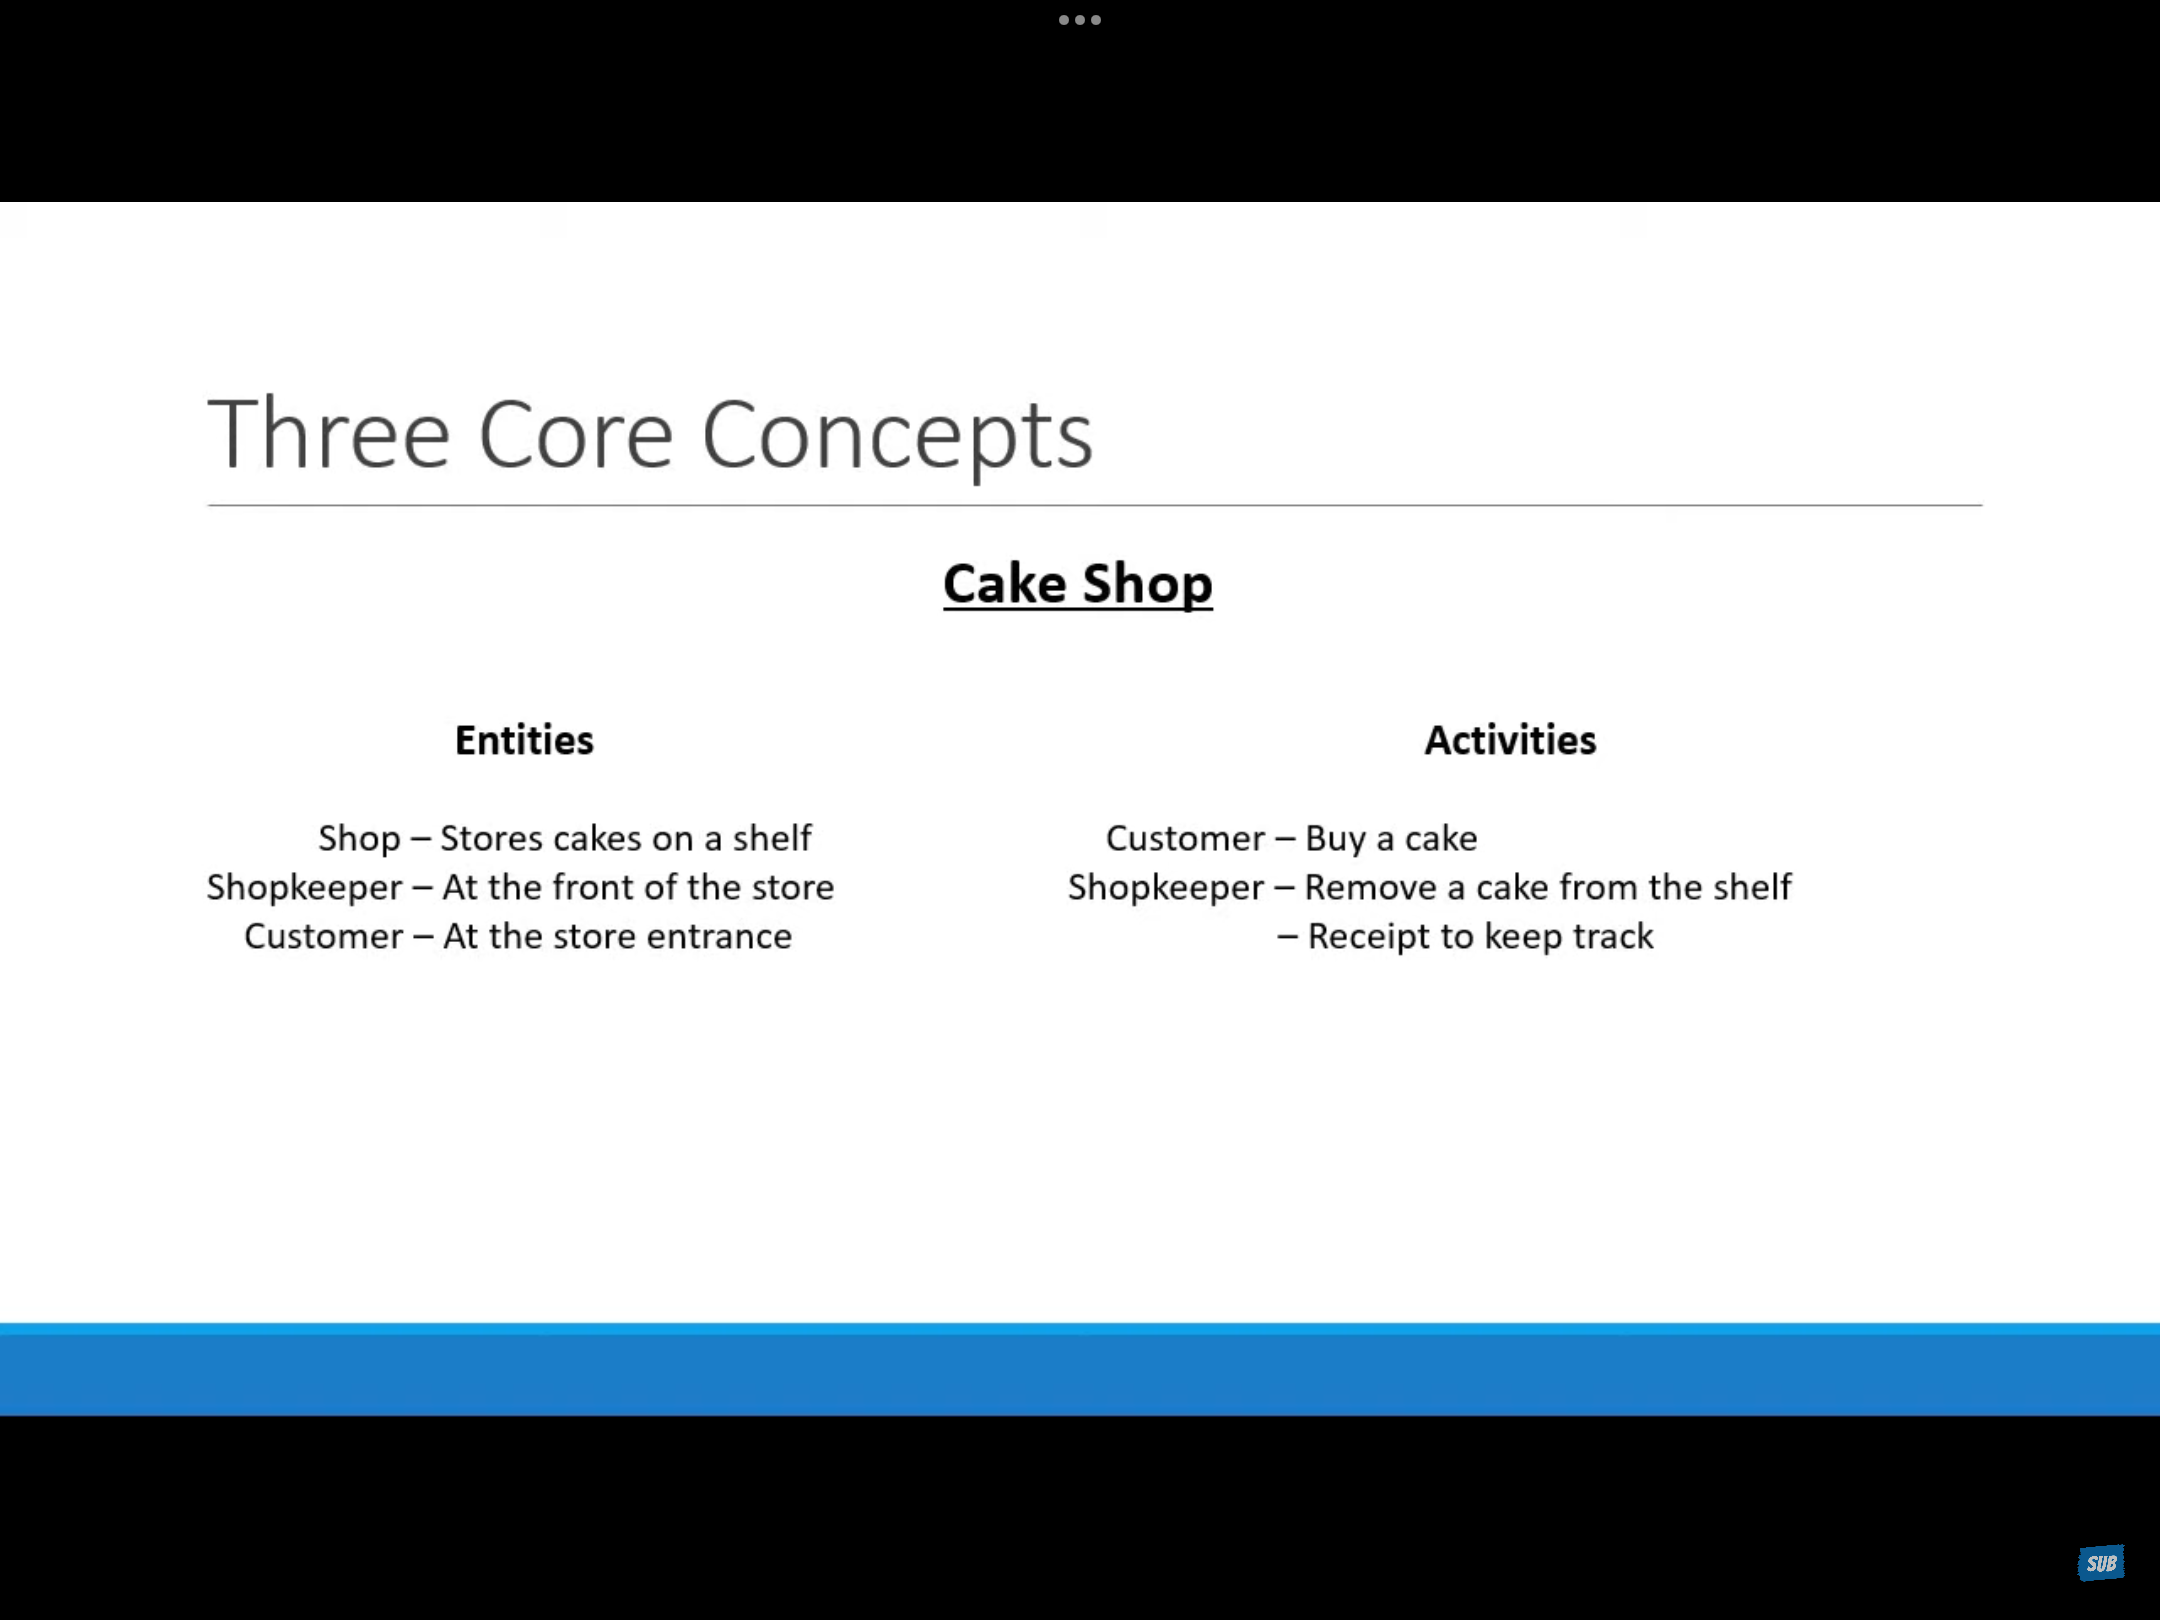 Three Core Concepts
Cake Shop
Entities
Shop – Stores cakes on a shelf
Shopkeeper – At the front of the store
Customer – At the store entrance
Activities
Customer – Buy a cake
Shopkeeper – Remove a cake from the shelf
– Receipt to keep track
SUB